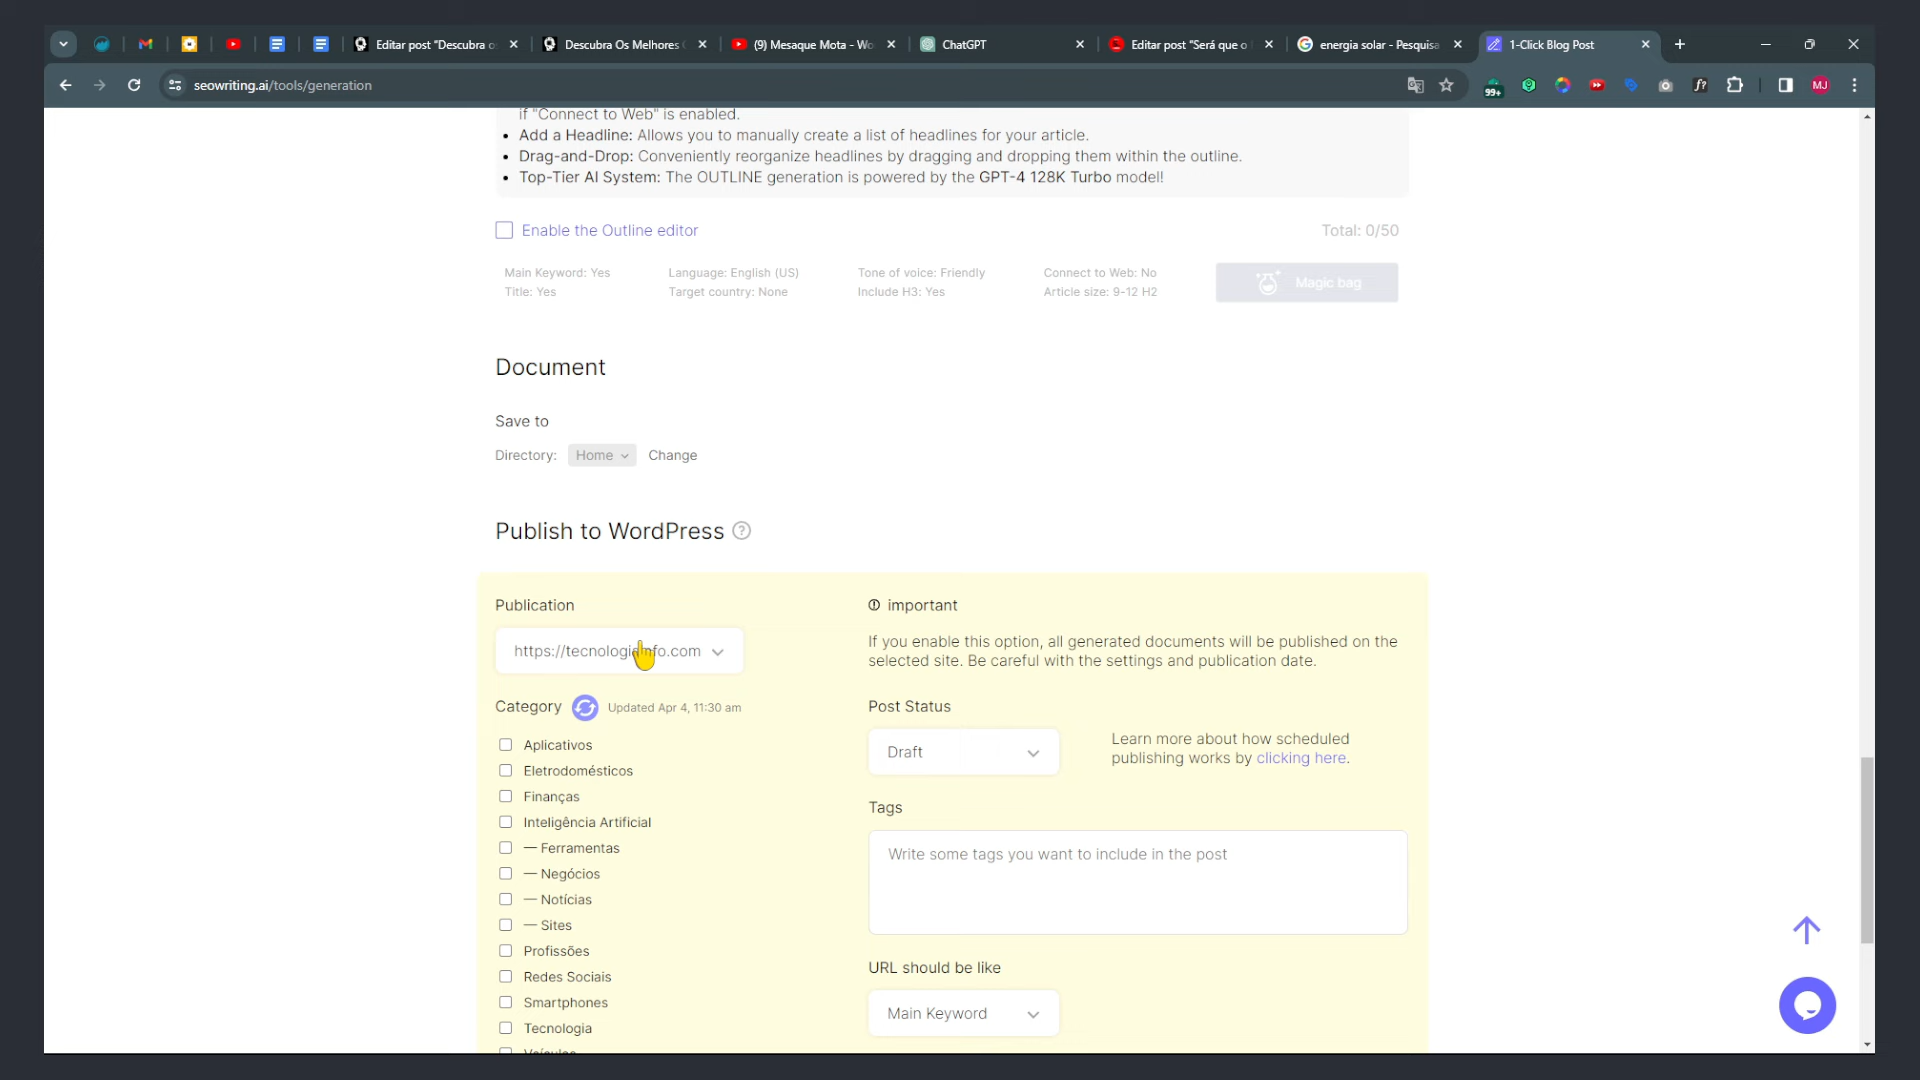 Editar post "Descubra o
Descubra Os Melhores
(9) Mesaque Mota - Wo
ChatGPT
Editar post "Será que o
energia solar - Pesquisa
1-Click Blog Post
seowriting.ai/tools/generation
99+
f?
MJ
if "Connect to Web" is enabled.
• Add a Headline: Allows you to manually create a list of headlines for your article.
• Drag-and-Drop: Conveniently reorganize headlines by dragging and dropping them within the outline.
• Top-Tier AI System: The OUTLINE generation is powered by the GPT-4 128K Turbo model!
Enable the Outline editor
Total: 0/50
Main Keyword: Yes
Language: English (US)
Tone of voice: Friendly
Connect to Web: No
Title: Yes
Target country: None
Include H3: Yes
Article size: 9-12 H2
Magic bag
Document
Save to
Directory: Home Change
Publish to WordPress ?
Publication
important
https://tecnologiainfo.com
If you enable this option, all generated documents will be published on the
selected site. Be careful with the settings and publication date.
Category Updated Apr 4, 11:30 am
Post Status
Draft
Learn more about how scheduled
publishing works by clicking here.
Aplicativos
Eletrodomésticos
Finanças
Inteligência Artificial
— Ferramentas
— Negócios
— Notícias
— Sites
Profissões
Redes Sociais
Smartphones
Tecnologia
Veículos
Tags
Write some tags you want to include in the post
URL should be like
Main Keyword